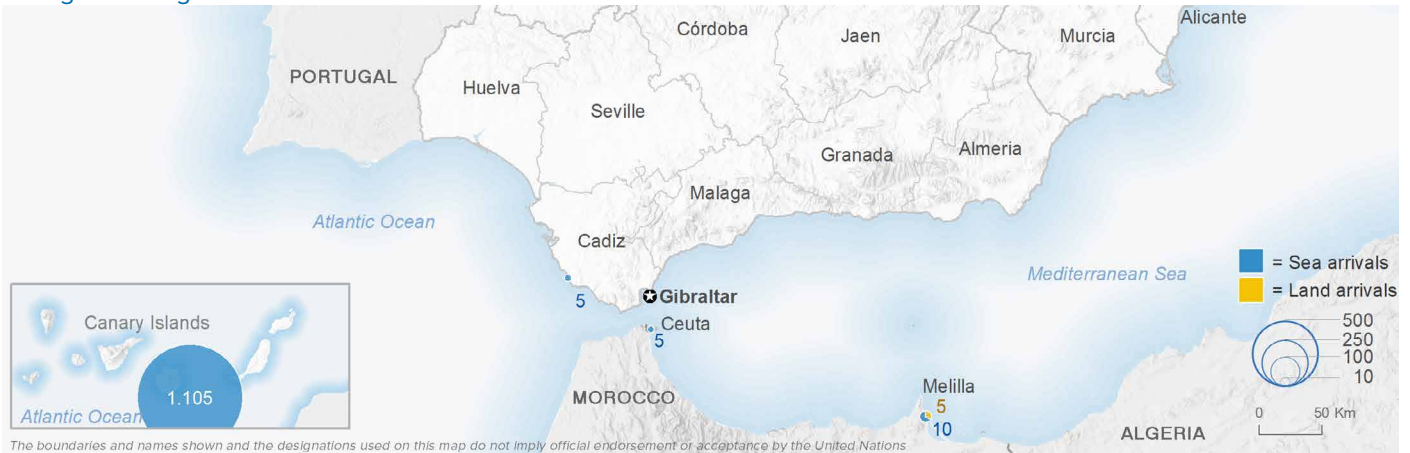 Alicante
Córdoba
Jaen
Murcia
PORTUGAL
Huelva
Seville
Granada
Almeria
Malaga
Atlantic Ocean
Cadiz
Mediterranean Sea
= Sea arrivals
= Land arrivals
5
Gibraltar
Ceuta
5
Canary Islands
1.105
Atlantic Ocean
500
250
100
10
Melilla
5
10
MOROCCO
0 50 Km
ALGERIA
The boundaries and names shown and the designations used on this map do not imply official endorsement or acceptance by the United Nations